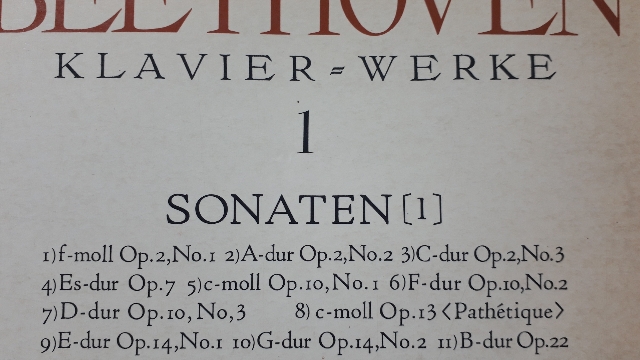 BEETHOVEN
KLAVIER=WERKE
1
SONATEN [1]
1) f-moll Op.2,No.1 2)A-dur Op.2,No.2 3)C-dur Op.2,No.3
4)Es-dur Op.7 5)c-moll Op.10,No.1 6)F-dur Op.10,No.2
7)D-dur Op.10, No,3 8) c-moll Op.13 <Pathétique>
9)E-dur Op.14,No.1 10)G-dur Op.14,No.2 11)B-dur Op.22